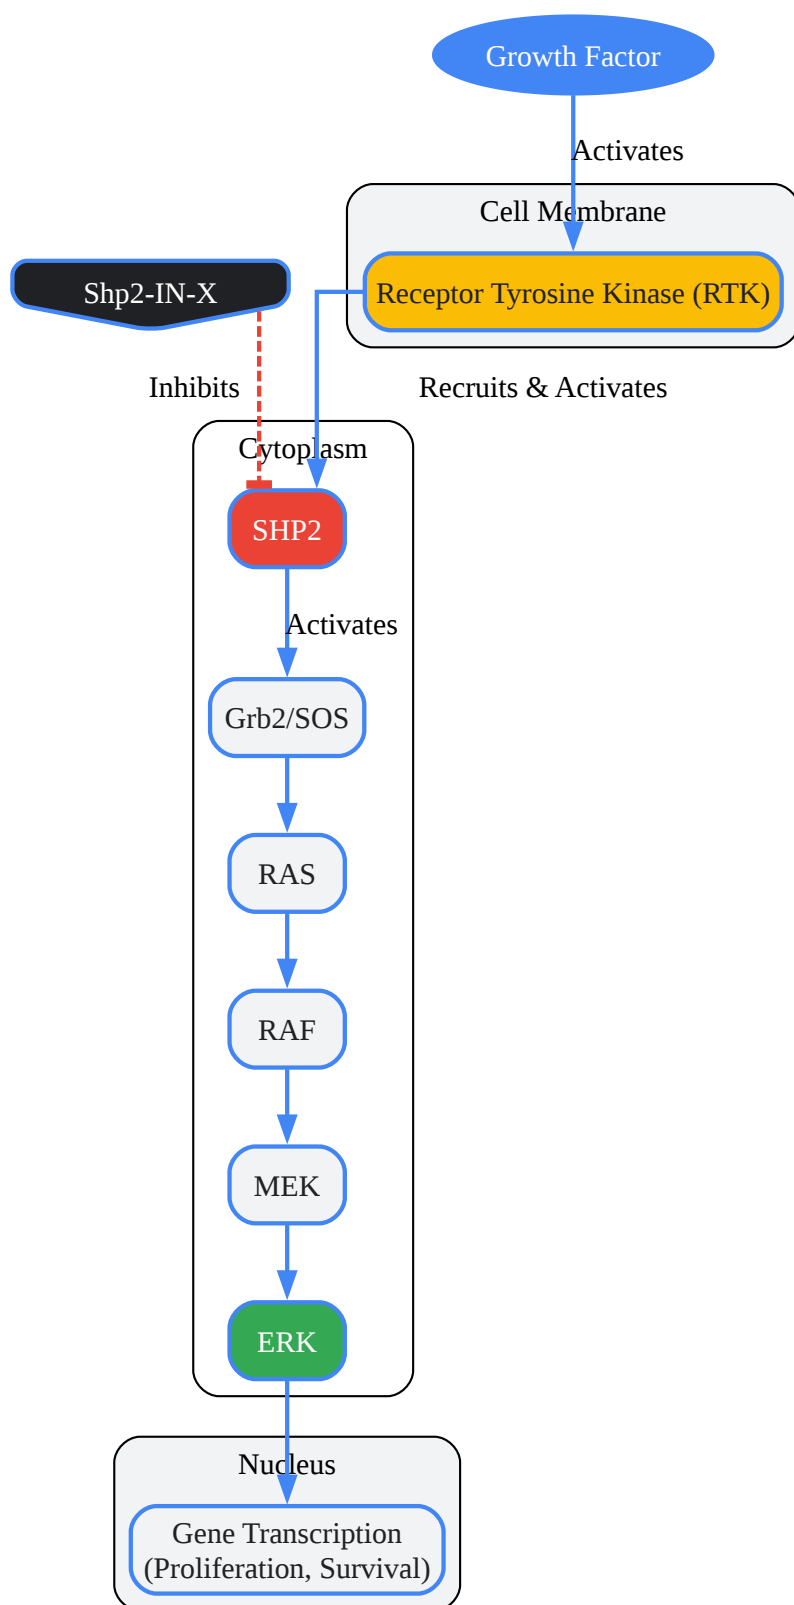 Growth Factor
Activates
Cell Membrane
Receptor Tyrosine Kinase (RTK)
Shp2-IN-X
Inhibits
Recruits & Activates
Cytoplasm
SHP2
Activates
Grb2/SOS
RAS
RAF
MEK
ERK
Nucleus
Gene Transcription
(Proliferation, Survival)